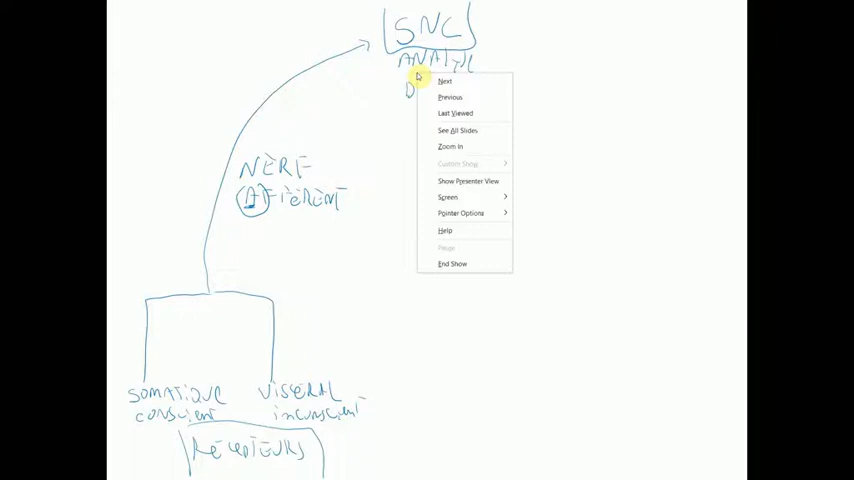 SNC
ANALYSE
D
Next
Previous
Last Viewed
See All Slides
Zoom In
Custom Show
Show Presenter View
Screen
Pointer Options
Help
Pause
End Show
NERF
AFFÉRENT
SOMATIQUE
CONSCIENT
VISCÉRAL
inconscient
RÉCEPTEURS